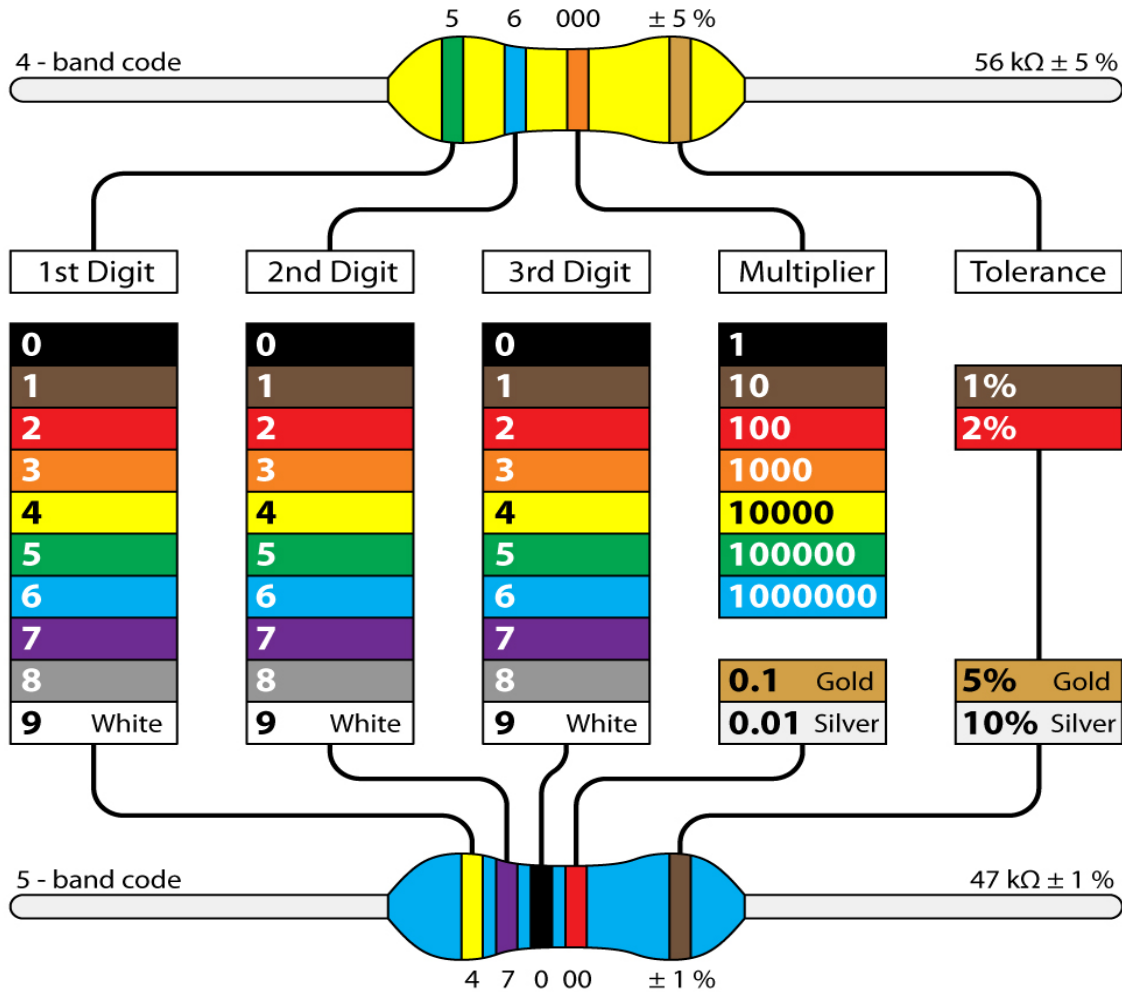 5 6 000 ± 5 %
4 - band code 56 kΩ ± 5 %
1st Digit 2nd Digit 3rd Digit Multiplier Tolerance
0 0 0 1
1 1 1 10 1%
2 2 2 100 2%
3 3 3 1000
4 4 4 10000
5 5 5 100000
6 6 6 1000000
7 7 7
8 8 8 0.1 Gold 5% Gold
9 White 9 White 9 White 0.01 Silver 10% Silver
5 - band code 47 kΩ ± 1 %
4 7 0 00 ± 1 %